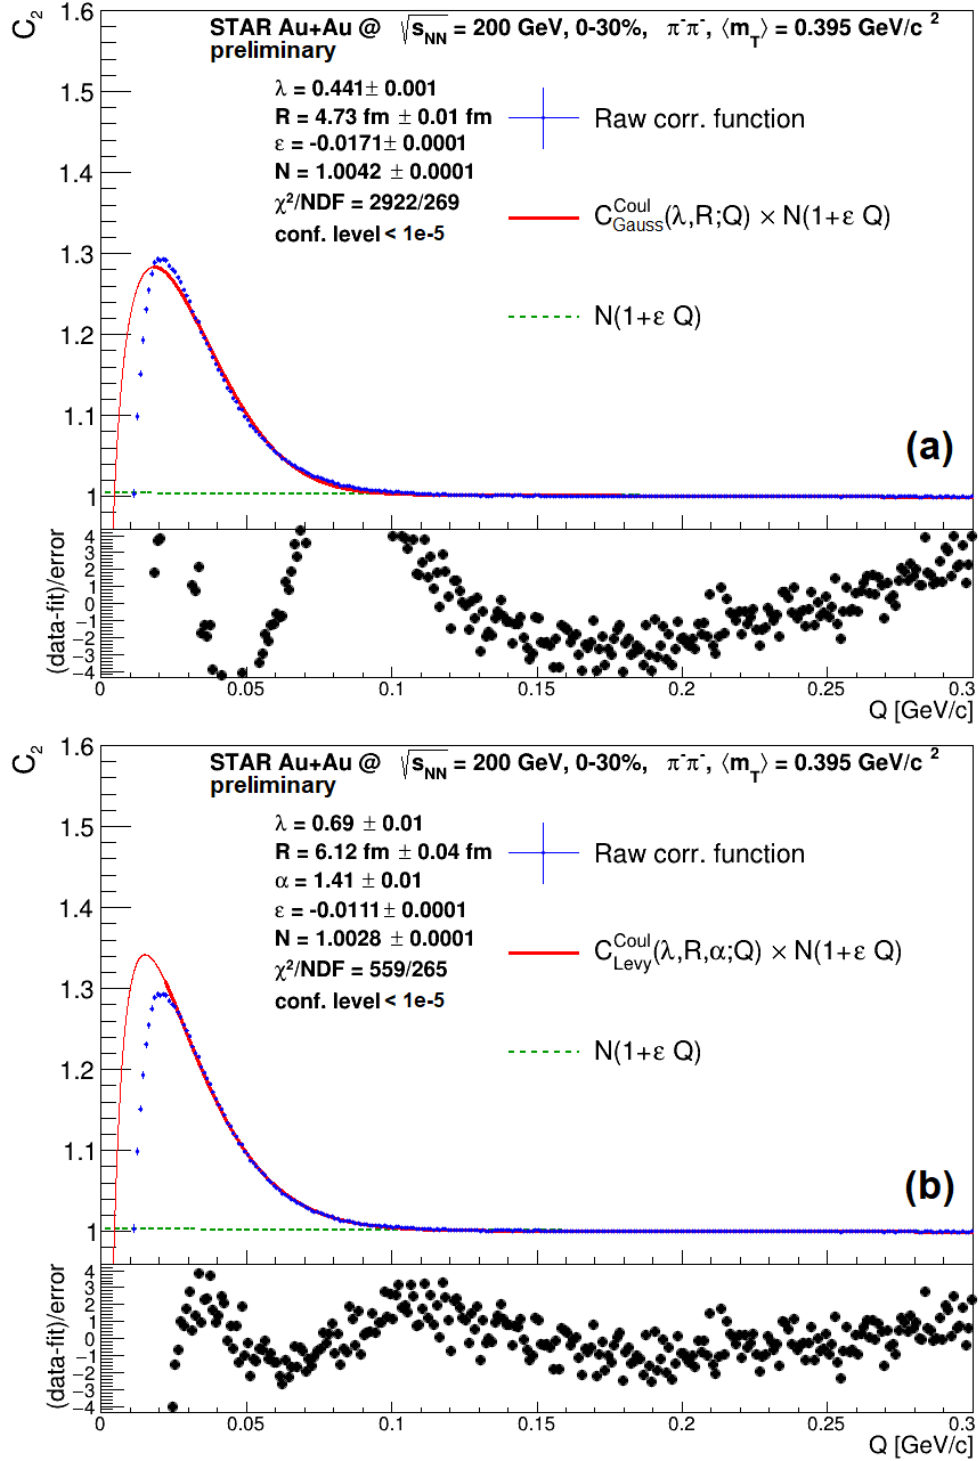 C₂
1.6
1.5
1.4
1.3
1.2
1.1
1
STAR Au+Au @ √sNN = 200 GeV, 0-30%, π⁻π⁻, ⟨mT⟩ = 0.395 GeV/c ²
preliminary
λ = 0.441± 0.001
R = 4.73 fm ± 0.01 fm
ε = -0.0171± 0.0001
N = 1.0042 ± 0.0001
χ²/NDF = 2922/269
conf. level < 1e-5
Raw corr. function
C Coul Gauss (λ,R;Q) × N(1+ε Q)
N(1+ε Q)
(a)
(data-fit)/error
4
3
2
1
0
−1
−2
−3
−4
0 0.05 0.1 0.15 0.2 0.25 0.3
Q [GeV/c]
C₂
1.6
1.5
1.4
1.3
1.2
1.1
1
STAR Au+Au @ √sNN = 200 GeV, 0-30%, π⁻π⁻, ⟨mT⟩ = 0.395 GeV/c ²
preliminary
λ = 0.69 ± 0.01
R = 6.12 fm ± 0.04 fm
α = 1.41 ± 0.01
ε = -0.0111± 0.0001
N = 1.0028 ± 0.0001
χ²/NDF = 559/265
conf. level < 1e-5
Raw corr. function
C Coul Levy (λ,R,α;Q) × N(1+ε Q)
N(1+ε Q)
(b)
(data-fit)/error
4
3
2
1
0
−1
−2
−3
−4
0 0.05 0.1 0.15 0.2 0.25 0.3
Q [GeV/c]